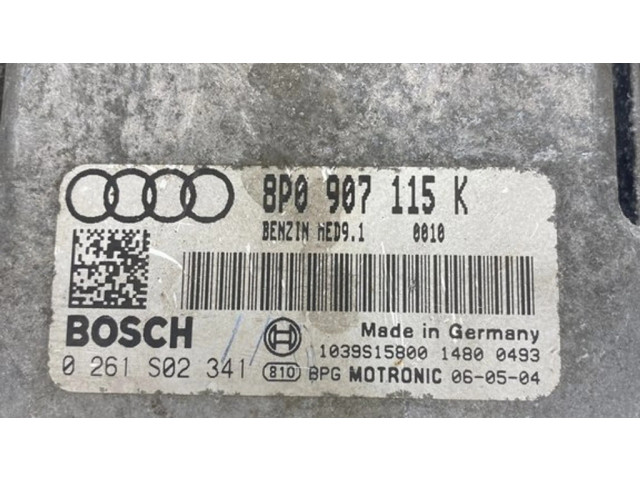 8P0 907 115 K
BENZIN MED9.1 0010
BOSCH
Made in Germany
1039S15800 1480 0493
0 261 S02 341
810 BPG MOTRONIC 06-05-04